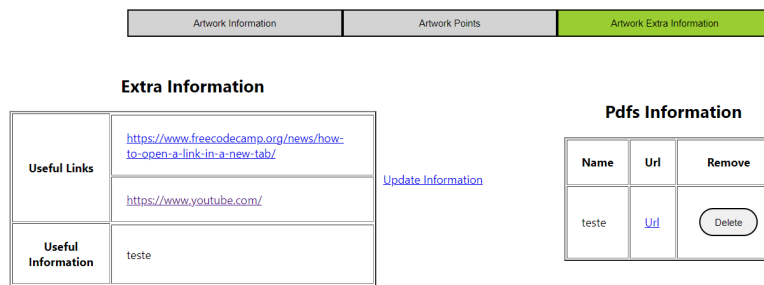 Artwork Information
Artwork Points
Artwork Extra Information
Extra Information
Useful Links
https://www.freecodecamp.org/news/how-
to-open-a-link-in-a-new-tab/
https://www.youtube.com/
Useful
Information
teste
Update Information
Pdfs Information
Name Url Remove
teste Url Delete